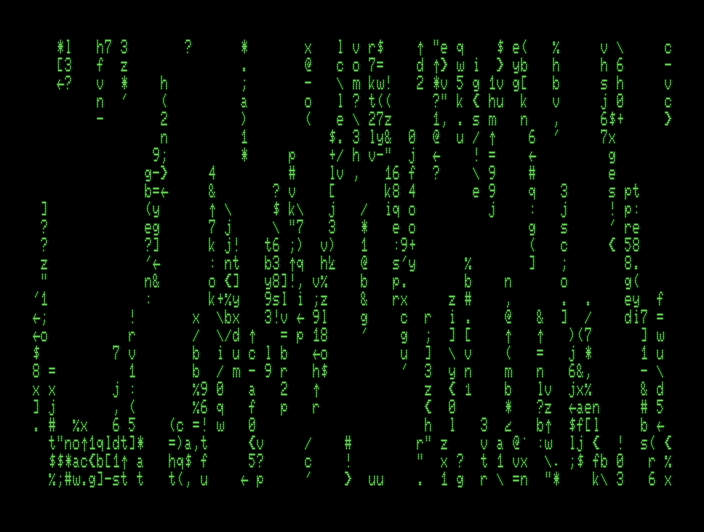 *l h7 3 ? * x l v r$ ↑ "e q $ e( % v \ c
[3 f z . @ c o 7= d ↑} w i } yb h h 6 -
←? v * h ; - \ m kw! 2 *v 5 g 1v g[ b v h v
n ' ( a o l ? t(( ?" k { hu k h j 0 c
- 2 ) ( e \ 27z 1, . s m n , 6$+ }
n 1 $. 3 ly& 0 @ u / ↑ 6 ' 7x
9; * p +/ h v-" j ← ! = ← g
g-} 4 # lv , 16 f ? \ 9 # e
b=← & ? v [ k8 4 e 9 q 3 s pt
] (y ↑ \ $ k\ j / iq o j : j ! p:
? eg 7 j \ "7 3 * e o g s ! re
? ?] k j! t6 ;) v) 1 :9+ ( c { 58
z '← : nt b3 ↑q h @ s'y % ] ; 8.
" n& o {] y8]!, v% b p. b n o g(
'1 : k+%y 9sl v ;z & rx z # , . . ey f
←; ! x \bx 3!v ← 9l g c r i . @ & ] di7 =
←o r / \/d ↑ = p 18 ' g ; ] [ ( = )(7 ] w
$ 7 v b dum c l ← ←o u ] \ v ( = j * 1 u
8 = 1 b i/ m - 9 b h$ ' 3 y n m n 6&, - \
x x j : %9 0 a 2 ↑ z { 1 b lv jx% & d
] j , ( %6 q f p r { 0 * ?z ←aen # 5
. # %x 6 5 (c =! w 0 h l 3 b↑ $f[l b ←
t"no↑1qldt]* =)a,t {v / # r" z v a @ :w lj { ! s( {
$$*ac{b[1↑ a hq$ f 5? c ! \ x ? t 1 vx \. ;$ fb 0 r %
%;#w.g]-st t t(, u ← p ' } uu . 1 g r \ =n "* k\ 3 6 x